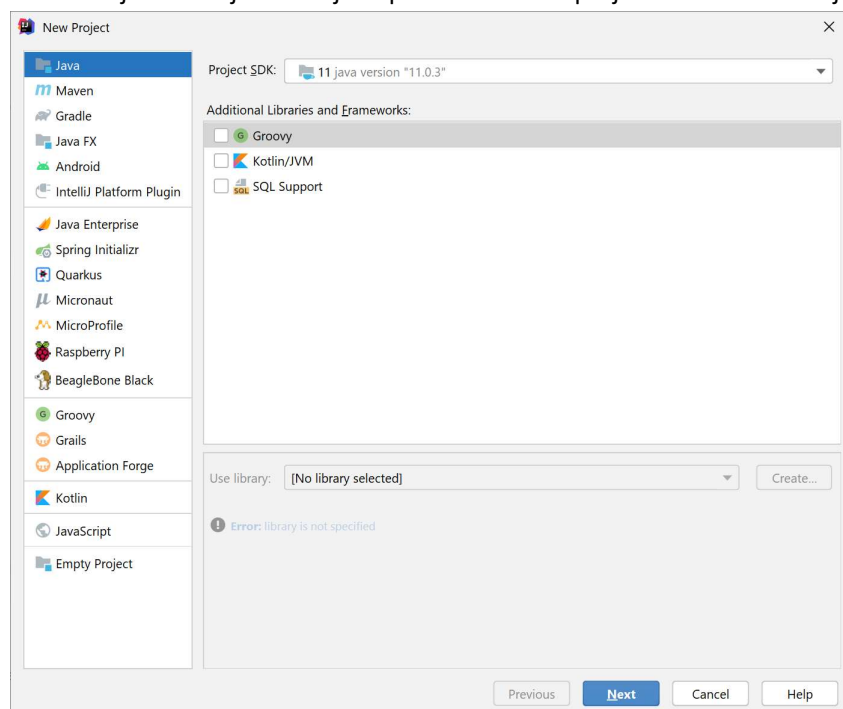 New Project
Java
Maven
Gradle
Java FX
Android
IntelliJ Platform Plugin
Java Enterprise
Spring Initializr
Quarkus
Micronaut
MicroProfile
Raspberry PI
BeagleBone Black
Groovy
Grails
Application Forge
Kotlin
JavaScript
Empty Project
Project SDK: 11 java version "11.0.3"
Additional Libraries and Frameworks:
G Groovy
Kotlin/JVM
SQL SQL Support
Use library: [No library selected] Create...
Error: library is not specified
Previous Next Cancel Help